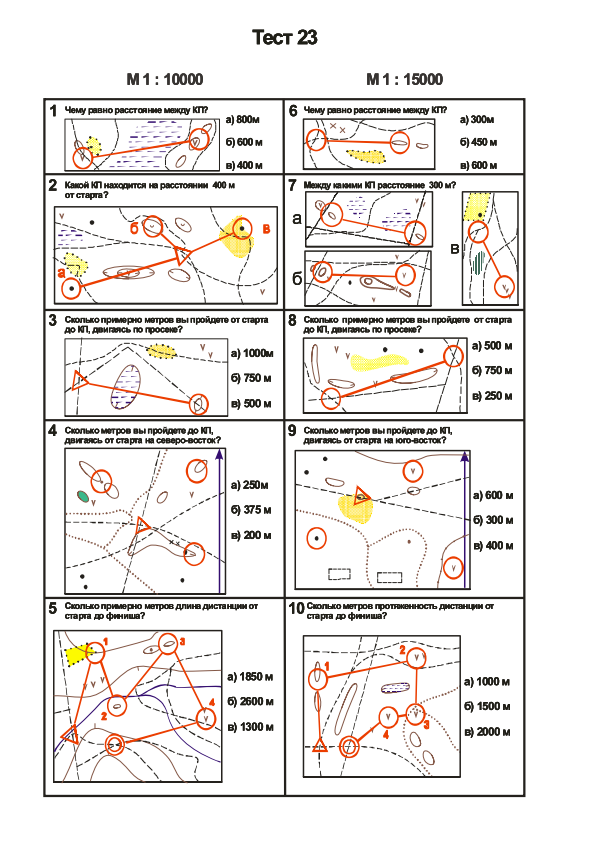 Тест 23
М 1 : 10000
М 1 : 15000
1 Чему равно расстояние между КП?
а) 800м
б) 600 м
в) 400 м
6 Чему равно расстояние между КП?
а) 300м
б) 450 м
в) 600 м
2 Какой КП находится на расстоянии 400 м
от старта?
б
в
а
7 Между какими КП расстояние 300 м?
а
б
в
3 Сколько примерно метров вы пройдете от старта
до КП, двигаясь по просеке?
а) 1000м
б) 750 м
в) 500 м
8 Сколько примерно метров вы пройдете от старта
до КП, двигаясь по просеке?
а) 500 м
б) 750 м
в) 250 м
4 Сколько метров вы пройдете до КП,
двигаясь от старта на северо-восток?
а) 250м
б) 375 м
в) 200 м
9 Сколько метров вы пройдете до КП,
двигаясь от старта на юго-восток?
а) 600 м
б) 300 м
в) 400 м
5 Сколько примерно метров длина дистанции от
старта до финиша?
1
3
2
4
а) 1850 м
б) 2600 м
в) 1300 м
10 Сколько метров протяженность дистанции от
старта до финиша?
1
2
3
4
а) 1000 м
б) 1500 м
в) 2000 м